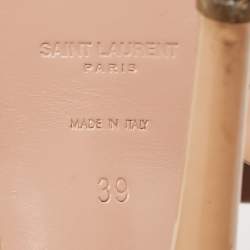 SAINT LAURENT
PARIS
MADE IN ITALY
39